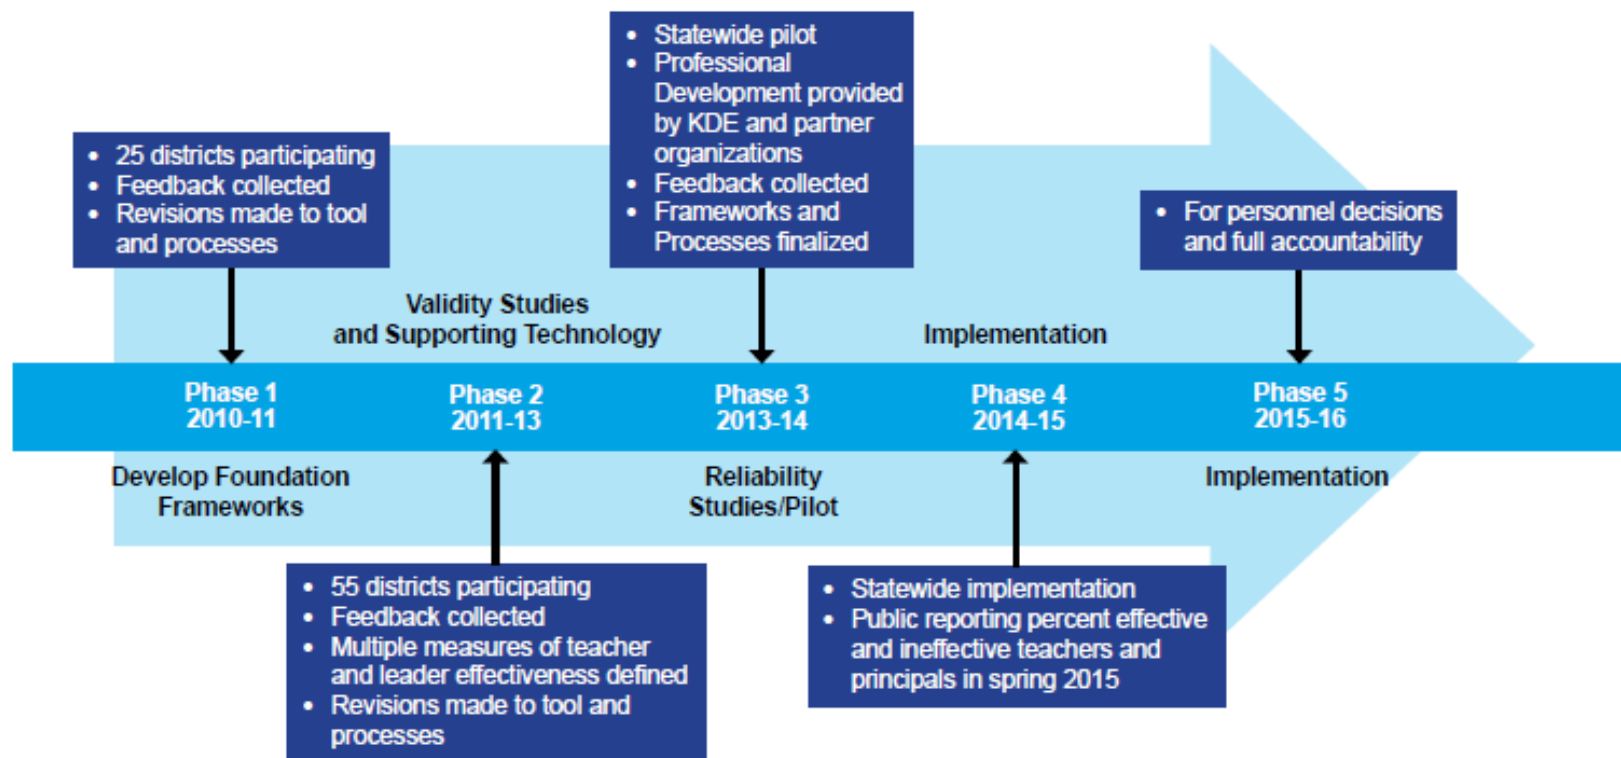 • Statewide pilot
• Professional
Development provided
by KDE and partner
organizations
• Feedback collected
• Frameworks and
Processes finalized
• 25 districts participating
• Feedback collected
• Revisions made to tool
and processes
• For personnel decisions
and full accountability
Validity Studies
and Supporting Technology
Implementation
Phase 1
2010-11
Phase 2
2011-13
Phase 3
2013-14
Phase 4
2014-15
Phase 5
2015-16
Develop Foundation
Frameworks
Reliability
Studies/Pilot
Implementation
• 55 districts participating
• Feedback collected
• Multiple measures of teacher
and leader effectiveness defined
• Revisions made to tool and
processes
• Statewide implementation
• Public reporting percent effective
and ineffective teachers and
principals in spring 2015